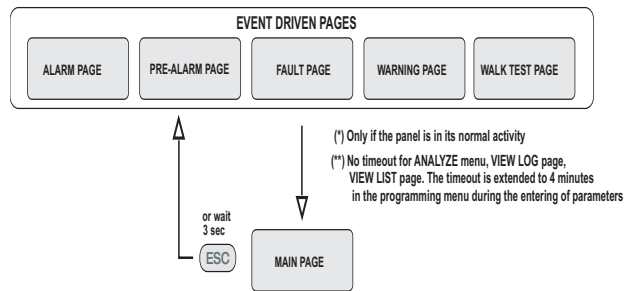 EVENT DRIVEN PAGES
ALARM PAGE
PRE-ALARM PAGE
FAULT PAGE
WARNING PAGE
WALK TEST PAGE
(*) Only if the panel is in its normal activity
(**) No timeout for ANALYZE menu, VIEW LOG page,
VIEW LIST page. The timeout is extended to 4 minutes
in the programming menu during the entering of parameters
or wait
3 sec
ESC
MAIN PAGE